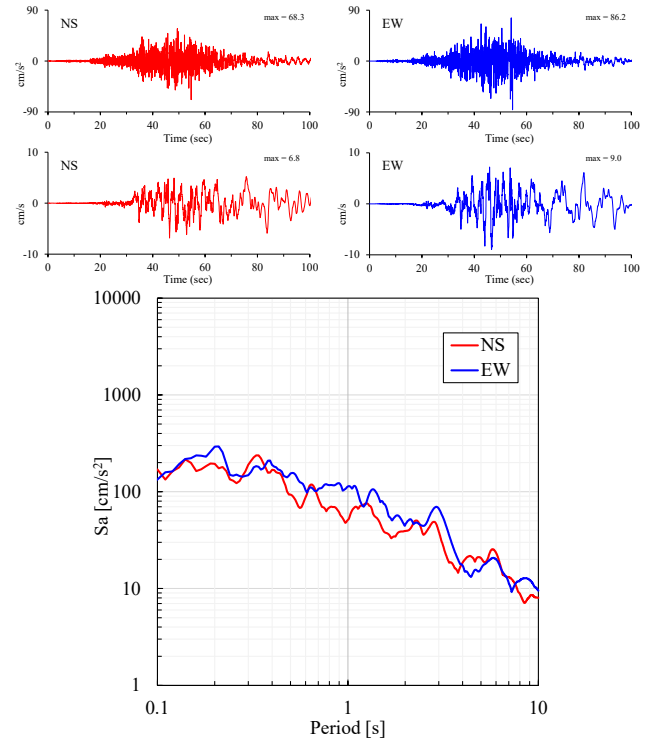 NS
max = 68.3
90
0
-90
cm/s²
0 20 40 60 80 100
Time (sec)
EW
max = 86.2
90
0
-90
cm/s²
0 20 40 60 80 100
Time (sec)
NS
max = 6.8
10
0
-10
cm/s
0 20 40 60 80 100
Time (sec)
EW
max = 9.0
10
0
-10
cm/s
0 20 40 60 80 100
Time (sec)
10000
1000
100
10
1
Sa [cm/s²]
NS
EW
0.1 1 10
Period [s]